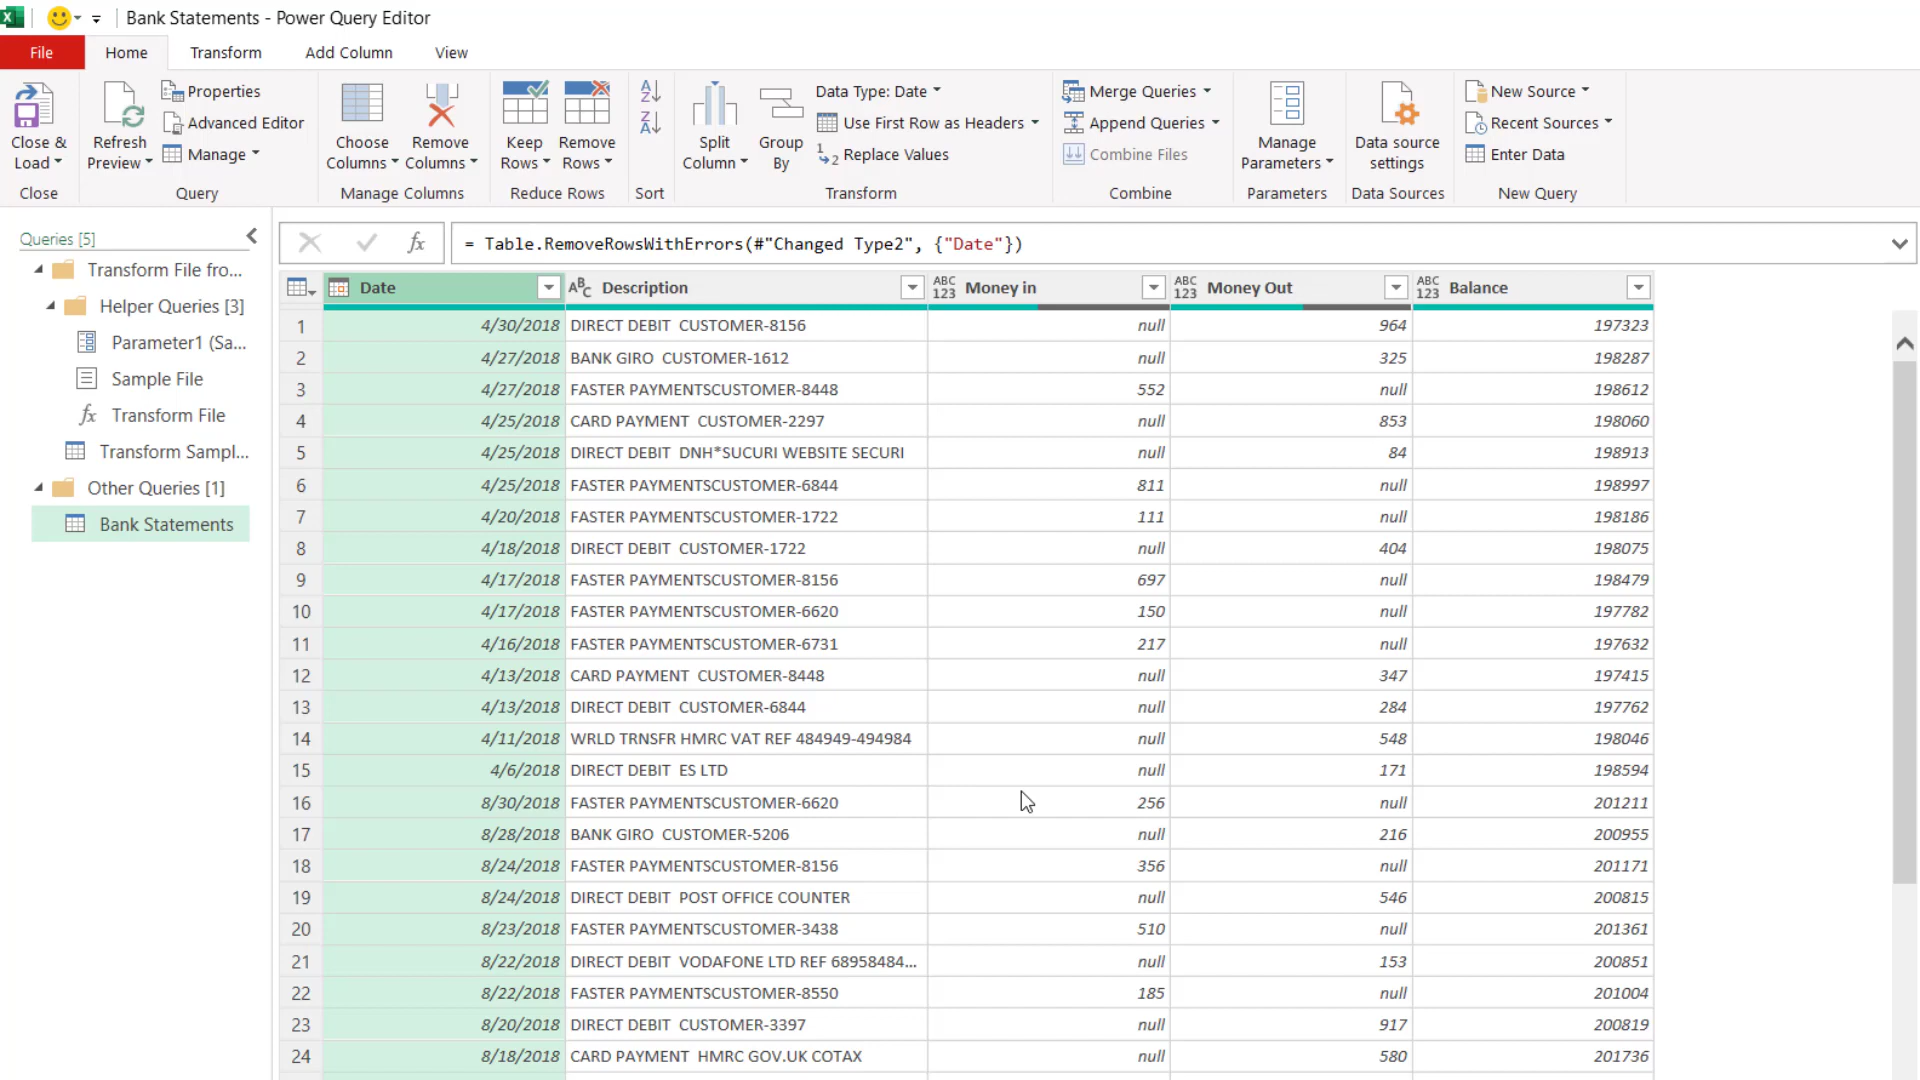 Bank Statements - Power Query Editor
File Home Transform Add Column View
Close & Load
Close
Refresh Preview
Properties
Advanced Editor
Manage
Query
Choose Columns
Remove Columns
Manage Columns
Keep Rows
Remove Rows
Reduce Rows
Sort
Split Column
Group By
Data Type: Date
Use First Row as Headers
Replace Values
Transform
Merge Queries
Append Queries
Combine Files
Combine
Manage Parameters
Parameters
Data source settings
Data Sources
New Source
Recent Sources
Enter Data
New Query
Queries [5]
Transform File fro...
Helper Queries [3]
Parameter1 (Sa...
Sample File
fx Transform File
Transform Sampl...
Other Queries [1]
Bank Statements
fx = Table.RemoveRowsWithErrors(#"Changed Type2", {"Date"})
Date ABC Description ABC 123 Money in ABC 123 Money Out ABC 123 Balance
1 4/30/2018 DIRECT DEBIT CUSTOMER-8156 null 964 197323
2 4/27/2018 BANK GIRO CUSTOMER-1612 null 325 198287
3 4/27/2018 FASTER PAYMENTSCUSTOMER-8448 552 null 198612
4 4/25/2018 CARD PAYMENT CUSTOMER-2297 null 853 198060
5 4/25/2018 DIRECT DEBIT DNH*SUCURI WEBSITE SECURI null 84 198913
6 4/25/2018 FASTER PAYMENTSCUSTOMER-6844 811 null 198997
7 4/20/2018 FASTER PAYMENTSCUSTOMER-1722 111 null 198186
8 4/18/2018 DIRECT DEBIT CUSTOMER-1722 null 404 198075
9 4/17/2018 FASTER PAYMENTSCUSTOMER-8156 697 null 198479
10 4/17/2018 FASTER PAYMENTSCUSTOMER-6620 150 null 197782
11 4/16/2018 FASTER PAYMENTSCUSTOMER-6731 217 null 197632
12 4/13/2018 CARD PAYMENT CUSTOMER-8448 null 347 197415
13 4/13/2018 DIRECT DEBIT CUSTOMER-6844 null 284 197762
14 4/11/2018 WRLD TRNSFR HMRC VAT REF 484949-494984 null 548 198046
15 4/6/2018 DIRECT DEBIT ES LTD null 171 198594
16 8/30/2018 FASTER PAYMENTSCUSTOMER-6620 256 null 201211
17 8/28/2018 BANK GIRO CUSTOMER-5206 null 216 200955
18 8/24/2018 FASTER PAYMENTSCUSTOMER-8156 356 null 201171
19 8/24/2018 DIRECT DEBIT POST OFFICE COUNTER null 546 200815
20 8/23/2018 FASTER PAYMENTSCUSTOMER-3438 510 null 201361
21 8/22/2018 DIRECT DEBIT VODAFONE LTD REF 68958484... null 153 200851
22 8/22/2018 FASTER PAYMENTSCUSTOMER-8550 185 null 201004
23 8/20/2018 DIRECT DEBIT CUSTOMER-3397 null 917 200819
24 8/18/2018 CARD PAYMENT HMRC GOV.UK COTAX null 580 201736